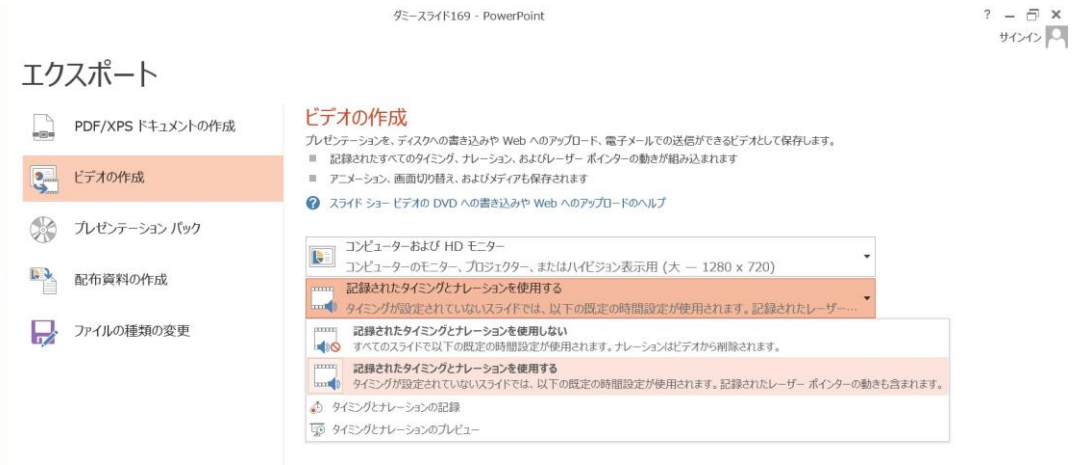 ダミースライド169 - PowerPoint
?
サインイン
エクスポート
PDF/XPS ドキュメントの作成
ビデオの作成
プレゼンテーション パック
配布資料の作成
ファイルの種類の変更
ビデオの作成
プレゼンテーションを、ディスクへの書き込みや Web へのアップロード、電子メールでの送信ができるビデオとして保存します。
記録されたすべてのタイミング、ナレーション、およびレーザー ポインターの動きが組み込まれます
アニメーション、画面切り替え、およびメディアも保存されます
スライド ショー ビデオの DVD への書き込みや Web へのアップロードのヘルプ
コンピューターおよび HD モニター
コンピューターのモニター、プロジェクター、またはハイビジョン表示用 (大 — 1280 x 720)
記録されたタイミングとナレーションを使用する
タイミングが設定されていないスライドでは、以下の既定の時間設定が使用されます。記録されたレーザー…
記録されたタイミングとナレーションを使用しない
すべてのスライドで以下の既定の時間設定が使用されます。ナレーションはビデオから削除されます。
記録されたタイミングとナレーションを使用する
タイミングが設定されていないスライドでは、以下の既定の時間設定が使用されます。記録されたレーザー ポインターの動きも含まれます。
タイミングとナレーションの記録
タイミングとナレーションのプレビュー